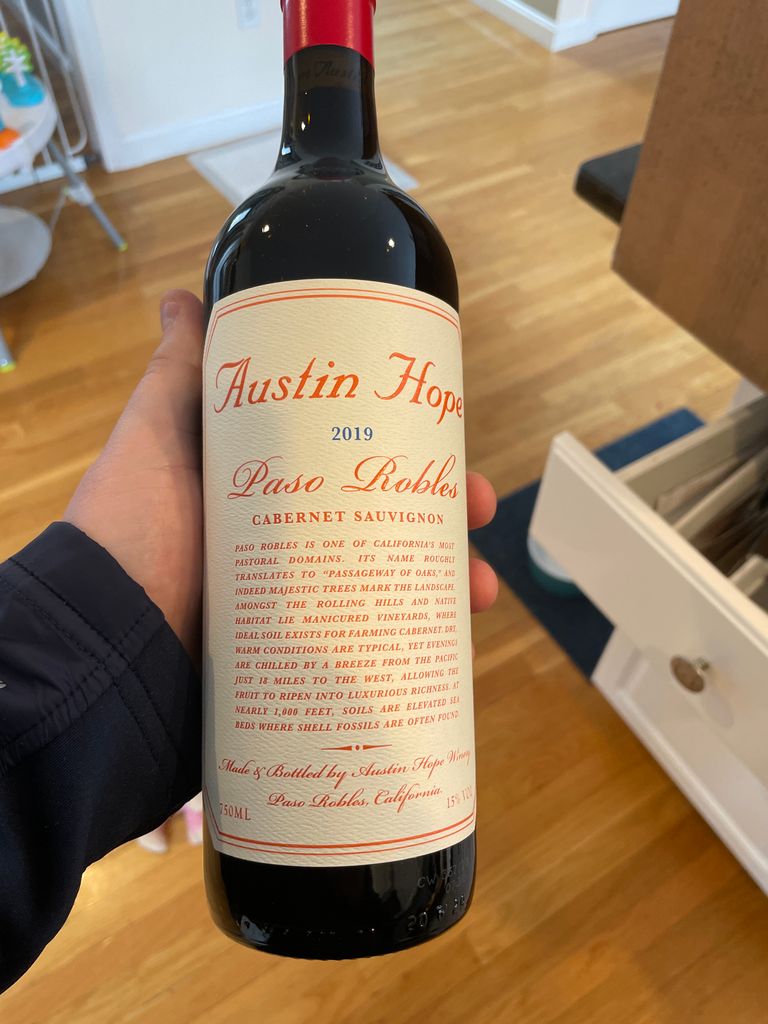 Austin Hope
2019
Paso Robles
CABERNET SAUVIGNON
PASO ROBLES IS ONE OF CALIFORNIA'S MOST
PASTORAL DOMAINS. ITS NAME ROUGHLY
TRANSLATES TO "PASSAGEWAY OF OAKS," AND
INDEED MAJESTIC TREES MARK THE LANDSCAPE.
AMONGST THE ROLLING HILLS AND NATIVE
HABITAT LIE MANICURED VINEYARDS, WHERE
IDEAL SOIL EXISTS FOR FARMING CABERNET. DRY,
WARM CONDITIONS ARE TYPICAL, YET EVENINGS
ARE CHILLED BY A BREEZE FROM THE PACIFIC
JUST 18 MILES TO THE WEST, ALLOWING THE
FRUIT TO RIPEN INTO LUXURIOUS RICHNESS. AT
NEARLY 1,000 FEET, SOILS ARE ELEVATED SEA
BEDS WHERE SHELL FOSSILS ARE OFTEN FOUND.
Made & Bottled by Austin Hope Winery
Paso Robles, California.
750ML 15% VOL